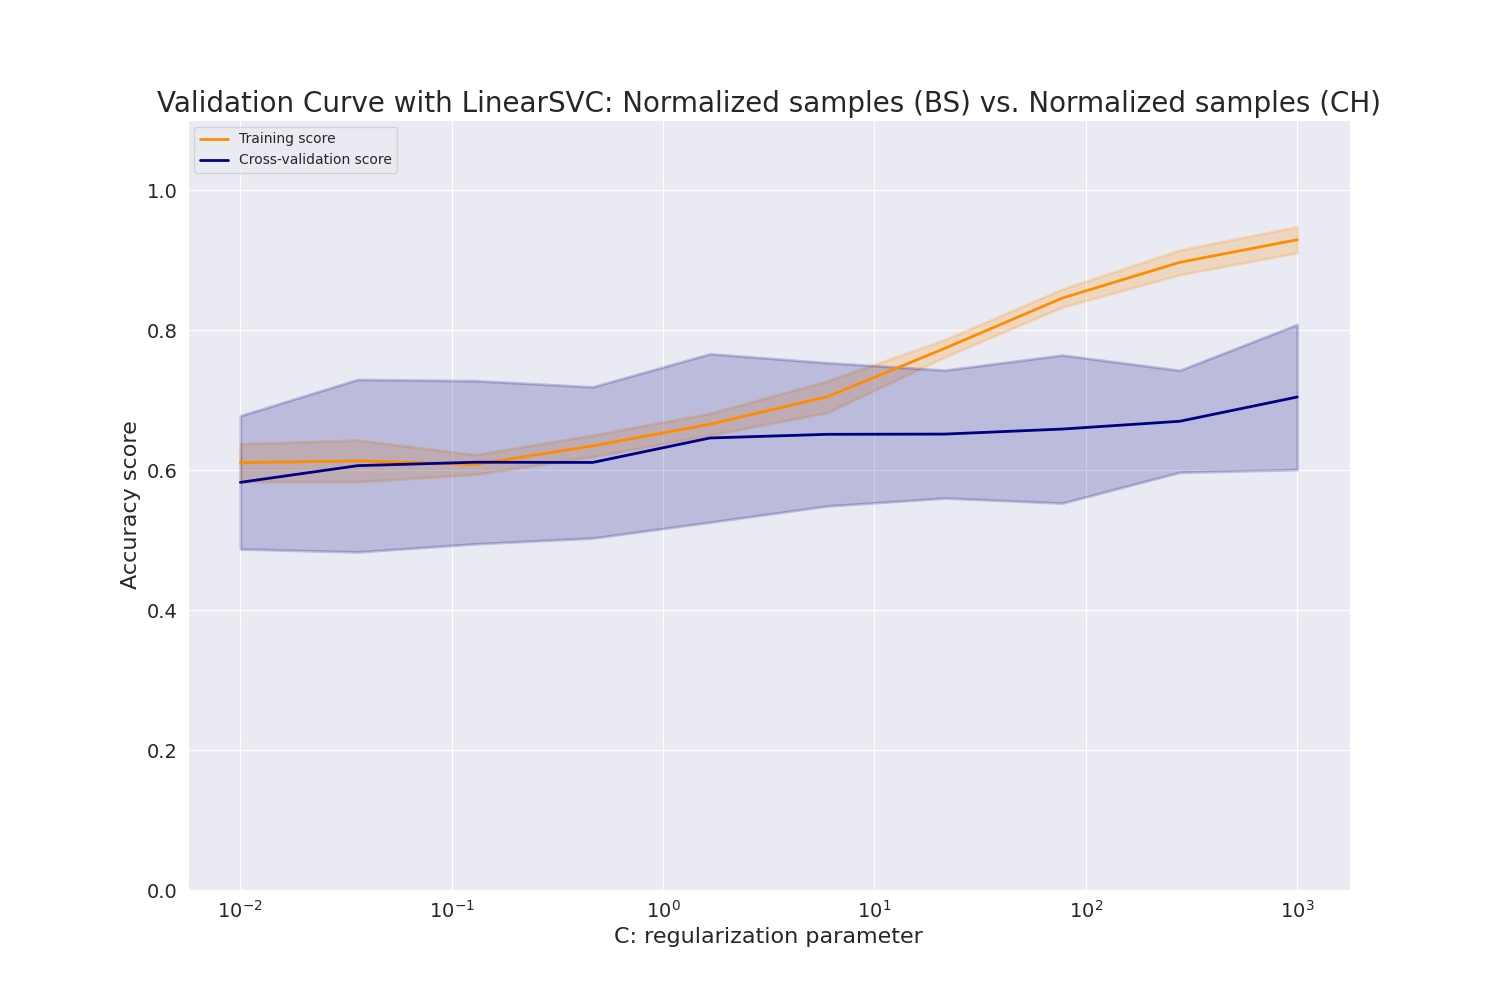 Validation Curve with LinearSVC: Normalized samples (BS) vs. Normalized samples (CH)
Training score
Cross-validation score
1.0
0.8
0.6
0.4
0.2
0.0
Accuracy score
10⁻² 10⁻¹ 10⁰ 10¹ 10² 10³
C: regularization parameter